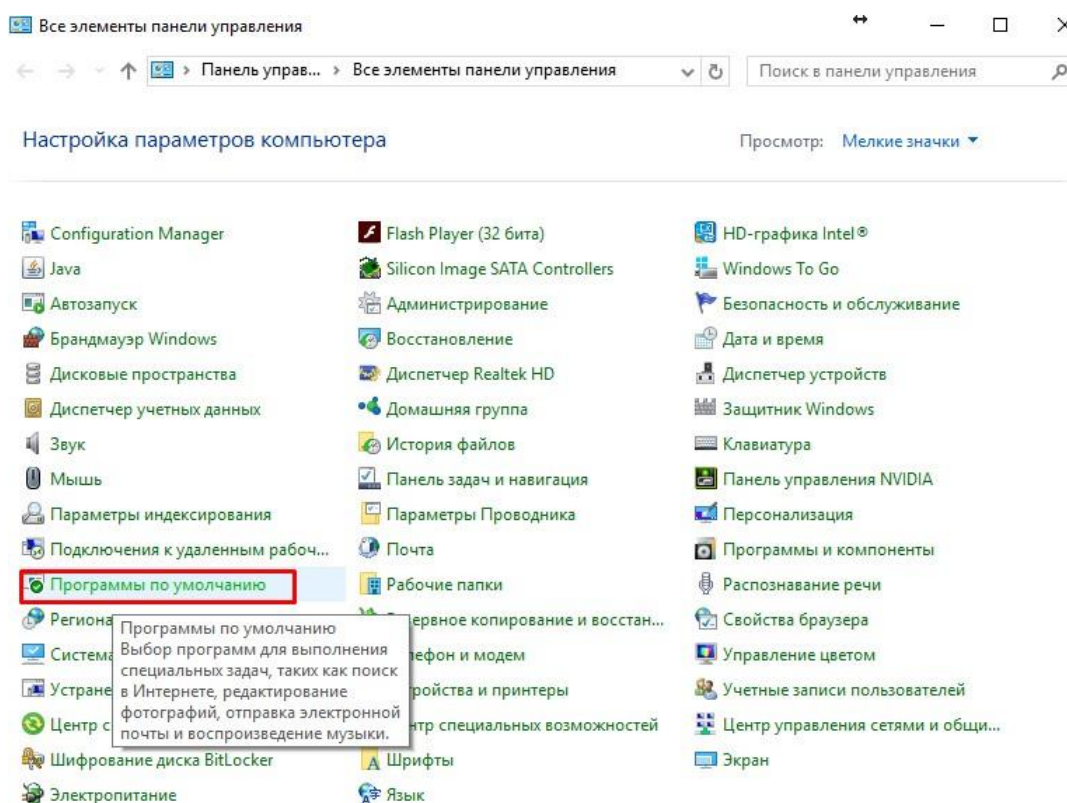 Все элементы панели управления
Панель управ... › Все элементы панели управления
Поиск в панели управления
Настройка параметров компьютера
Просмотр: Мелкие значки
Configuration Manager
Flash Player (32 бита)
HD-графика Intel®
Java
Silicon Image SATA Controllers
Windows To Go
Автозапуск
Администрирование
Безопасность и обслуживание
Брандмауэр Windows
Восстановление
Дата и время
Дисковые пространства
Диспетчер Realtek HD
Диспетчер устройств
Диспетчер учетных данных
Домашняя группа
Защитник Windows
Звук
История файлов
Клавиатура
Мышь
Панель задач и навигация
Панель управления NVIDIA
Параметры индексирования
Параметры Проводника
Персонализация
Подключения к удаленным рабоч...
Почта
Программы и компоненты
Программы по умолчанию
Рабочие папки
Распознавание речи
Региона
ервное копирование и восстан...
Свойства браузера
Система
лефон и модем
Управление цветом
Устране
ройства и принтеры
Учетные записи пользователей
Центр с
нтр специальных возможностей
Центр управления сетями и общи...
Программы по умолчанию
Выбор программ для выполнения
специальных задач, таких как поиск
в Интернете, редактирование
фотографий, отправка электронной
почты и воспроизведение музыки.
Шифрование диска BitLocker
Шрифты
Экран
Электропитание
Язык